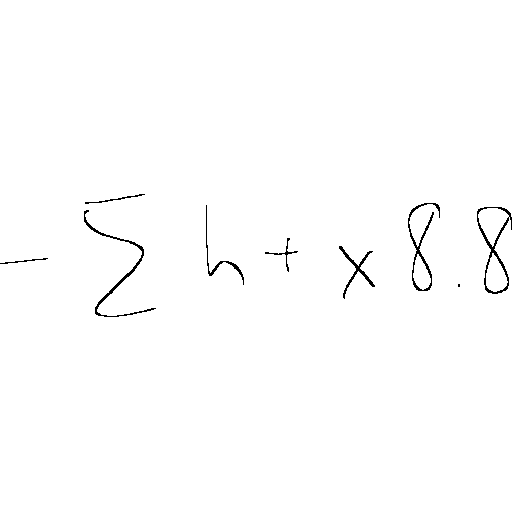 - ∑ h + x 8.8